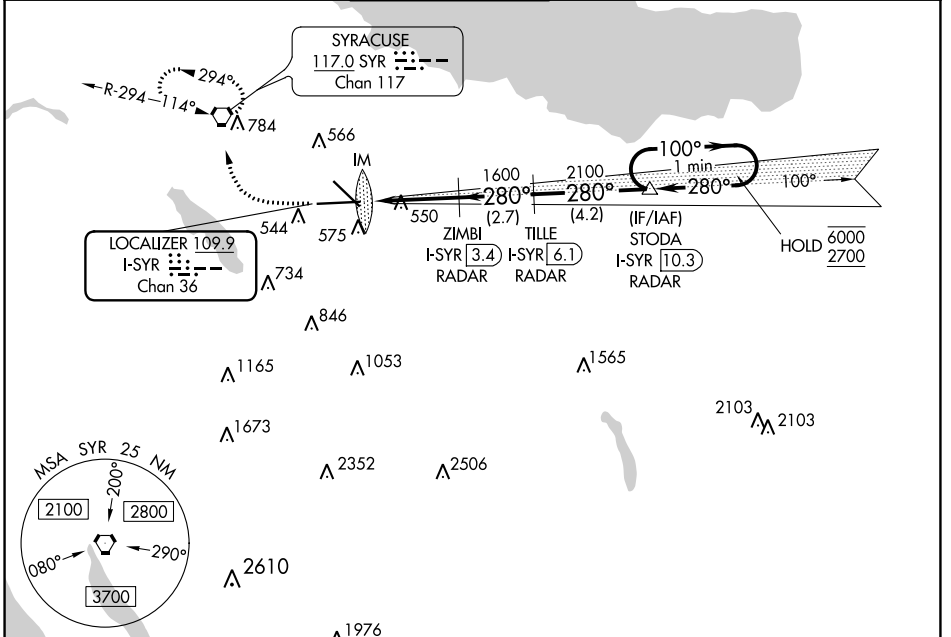 SYRACUSE
117.0 SYR
Chan 117
294°
R-294
114°
784
566
IM
100°
1 min
1600
2100
280°
280°
280°
100°
(2.7)
(4.2)
550
544
575
ZIMBI
I-SYR 3.4
RADAR
TILLE
I-SYR 6.1
RADAR
(IF/IAF)
STODA
I-SYR 10.3
RADAR
HOLD
6000
2700
LOCALIZER 109.9
I-SYR
Chan 36
734
846
1165
1053
1565
1673
2103
2103
2352
2506
MSA SYR 25 NM
200°
2100
2800
080°
290°
3700
2610
1976